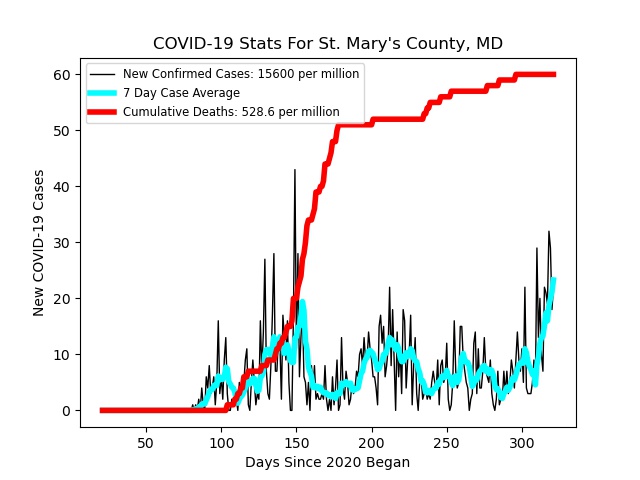 COVID-19 Stats For St. Mary's County, MD
New Confirmed Cases: 15600 per million
7 Day Case Average
Cumulative Deaths: 528.6 per million
New COVID-19 Cases
60
50
40
30
20
10
0
50 100 150 200 250 300
Days Since 2020 Began